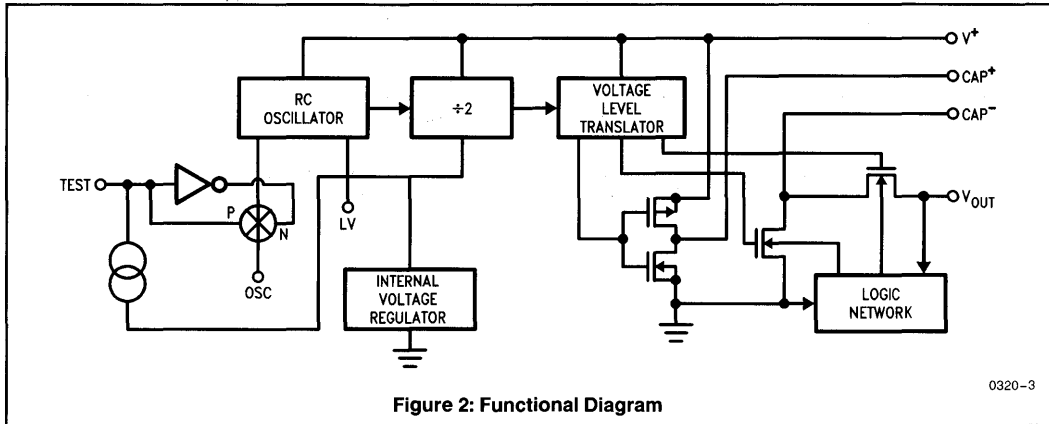 V+
CAP+
CAP-
RC
OSCILLATOR
÷2
VOLTAGE
LEVEL
TRANSLATOR
TEST
P
N
LV
VOUT
OSC
INTERNAL
VOLTAGE
REGULATOR
LOGIC
NETWORK
0320-3
Figure 2: Functional Diagram